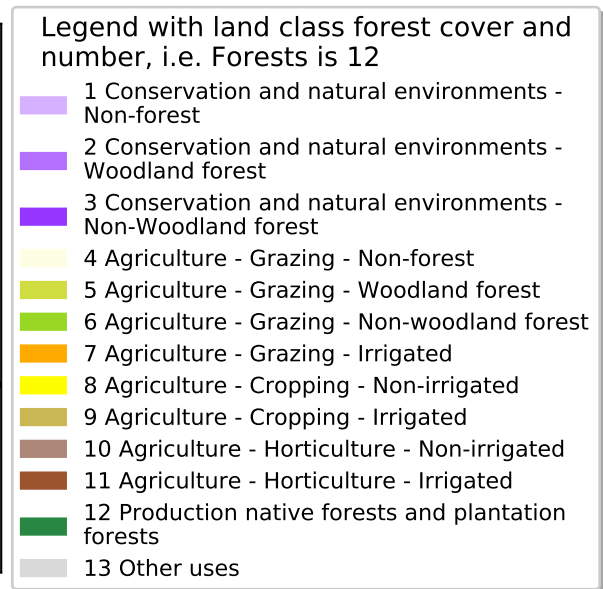 Legend with land class forest cover and
number, i.e. Forests is 12
1 Conservation and natural environments -
Non-forest
2 Conservation and natural environments -
Woodland forest
3 Conservation and natural environments -
Non-Woodland forest
4 Agriculture - Grazing - Non-forest
5 Agriculture - Grazing - Woodland forest
6 Agriculture - Grazing - Non-woodland forest
7 Agriculture - Grazing - Irrigated
8 Agriculture - Cropping - Non-irrigated
9 Agriculture - Cropping - Irrigated
10 Agriculture - Horticulture - Non-irrigated
11 Agriculture - Horticulture - Irrigated
12 Production native forests and plantation
forests
13 Other uses